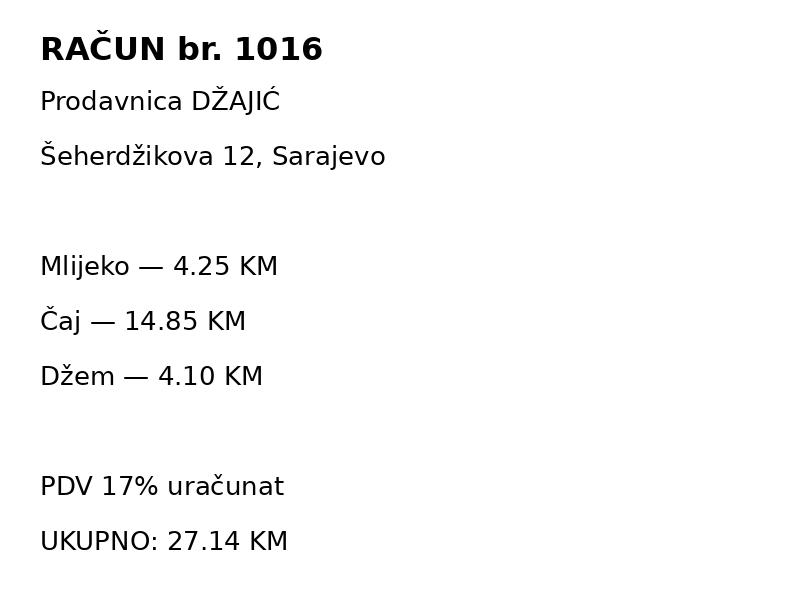 RAČUN br. 1016
Prodavnica DŽAJIĆ
Šeherdžikova 12, Sarajevo
Mlijeko — 4.25 KM
Čaj — 14.85 KM
Džem — 4.10 KM
PDV 17% uračunat
UKUPNO: 27.14 KM